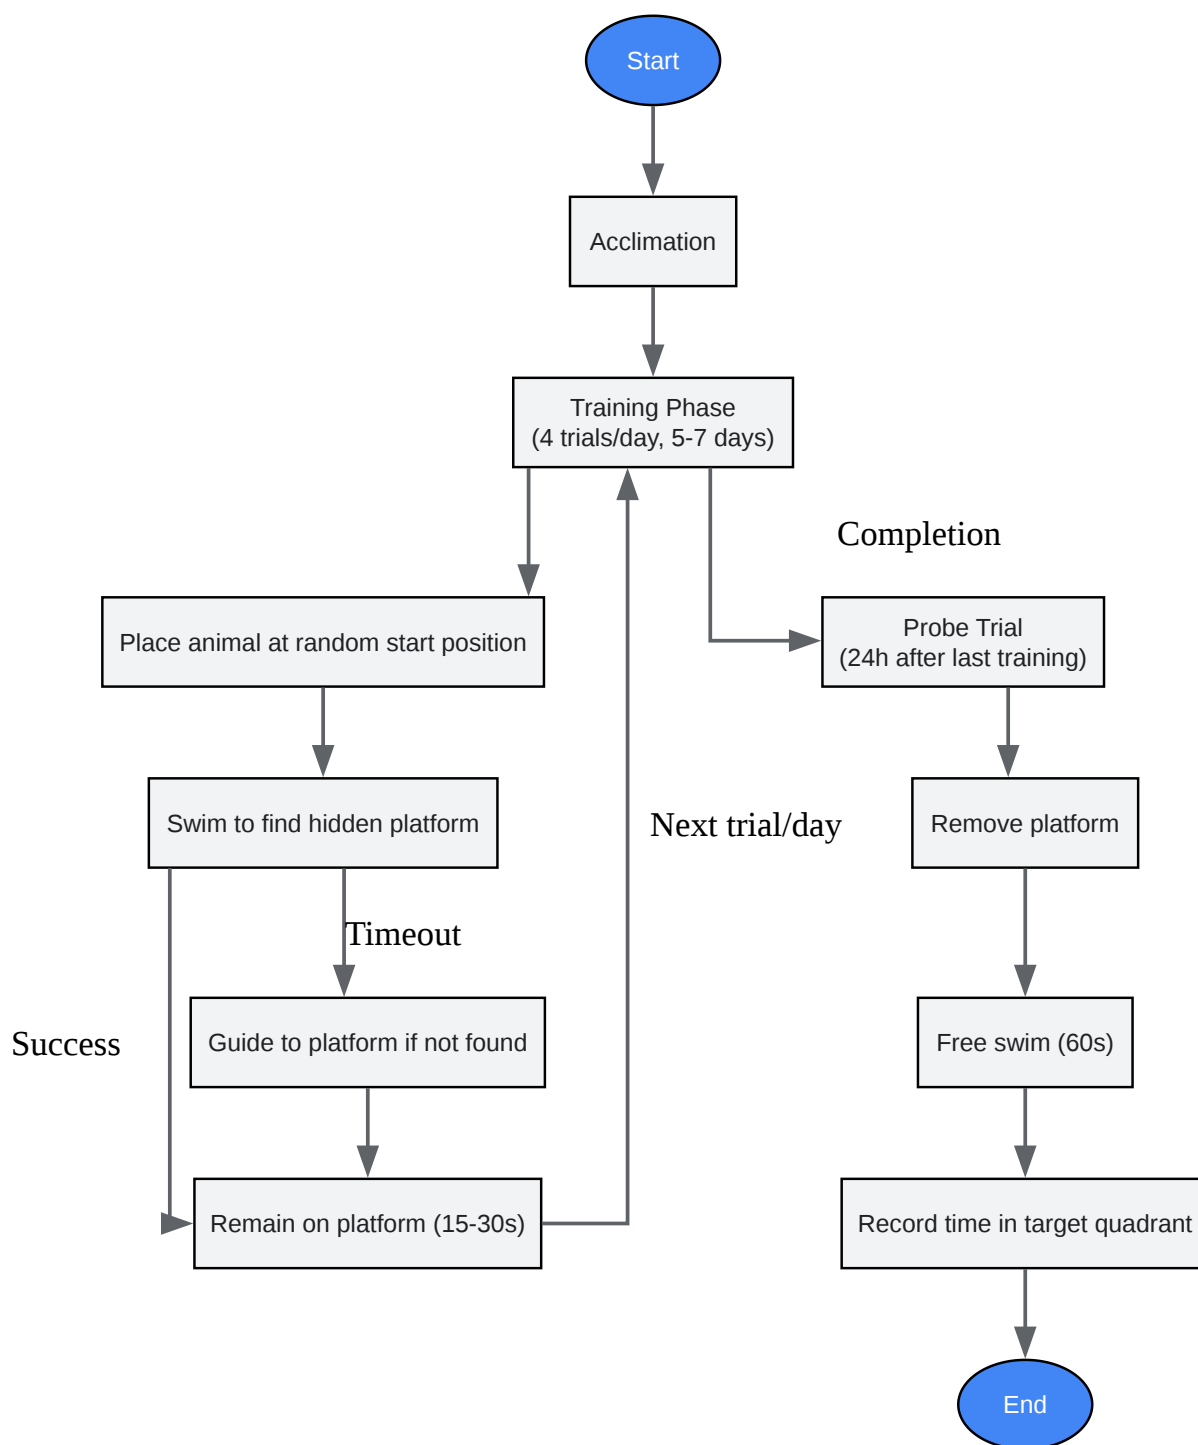 Start
Acclimation
Training Phase
(4 trials/day, 5-7 days)
Completion
Place animal at random start position
Probe Trial
(24h after last training)
Swim to find hidden platform
Next trial/day
Remove platform
Timeout
Success
Guide to platform if not found
Free swim (60s)
Remain on platform (15-30s)
Record time in target quadrant
End